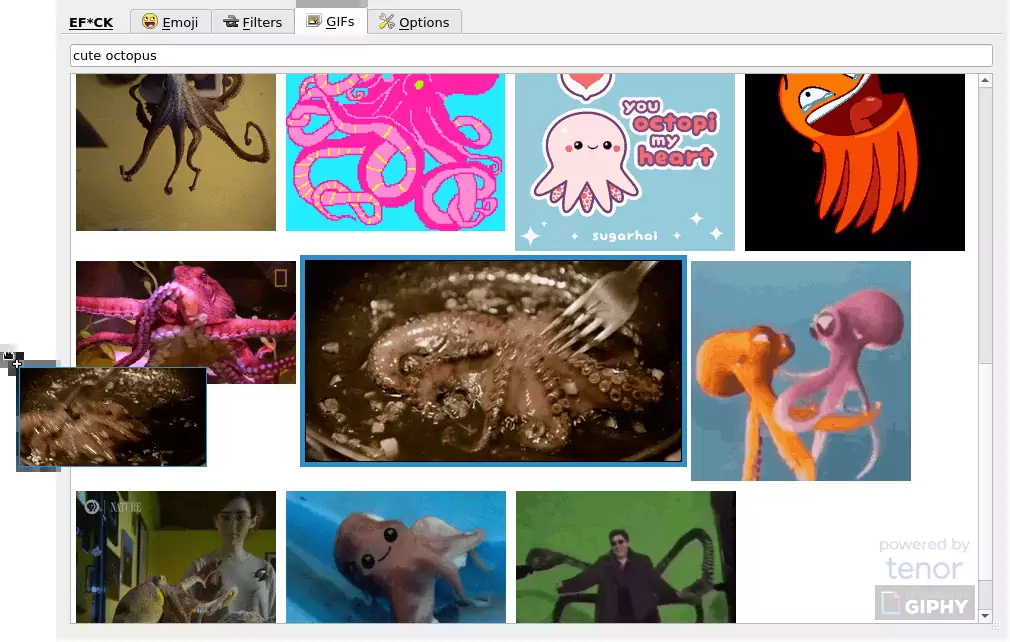 EF*CK
Emoji
Filters
GIFs
Options
cute octopus
you
octopi
my
heart
sugarhai
NATURE
powered by
tenor
GIPHY